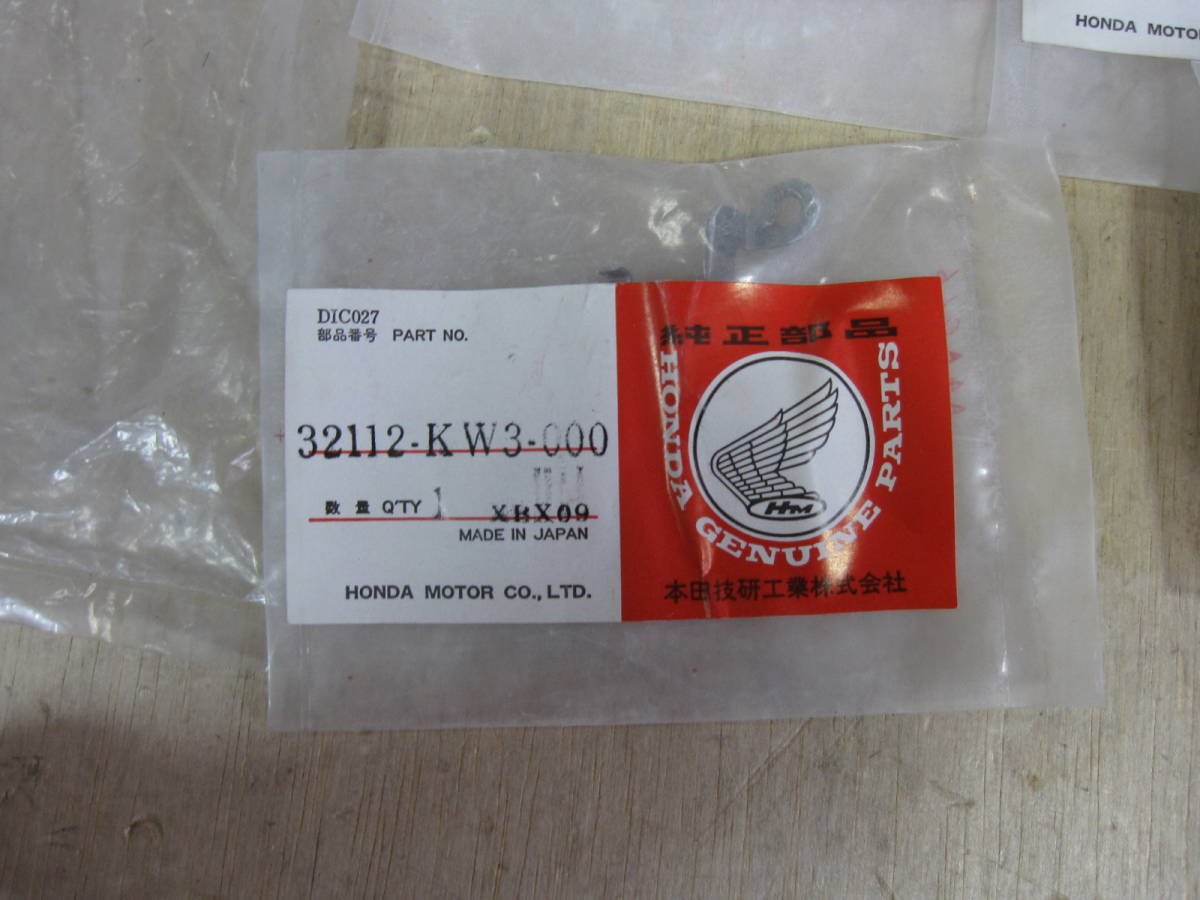 HONDA MOTOR
DIC027
部品番号 PART NO.
32112-KW3-000
数量 Q'TY 1 XBX09
MADE IN JAPAN
HONDA MOTOR CO., LTD.
純正部品
HONDA GENUINE PARTS
HM
本田技研工業株式会社